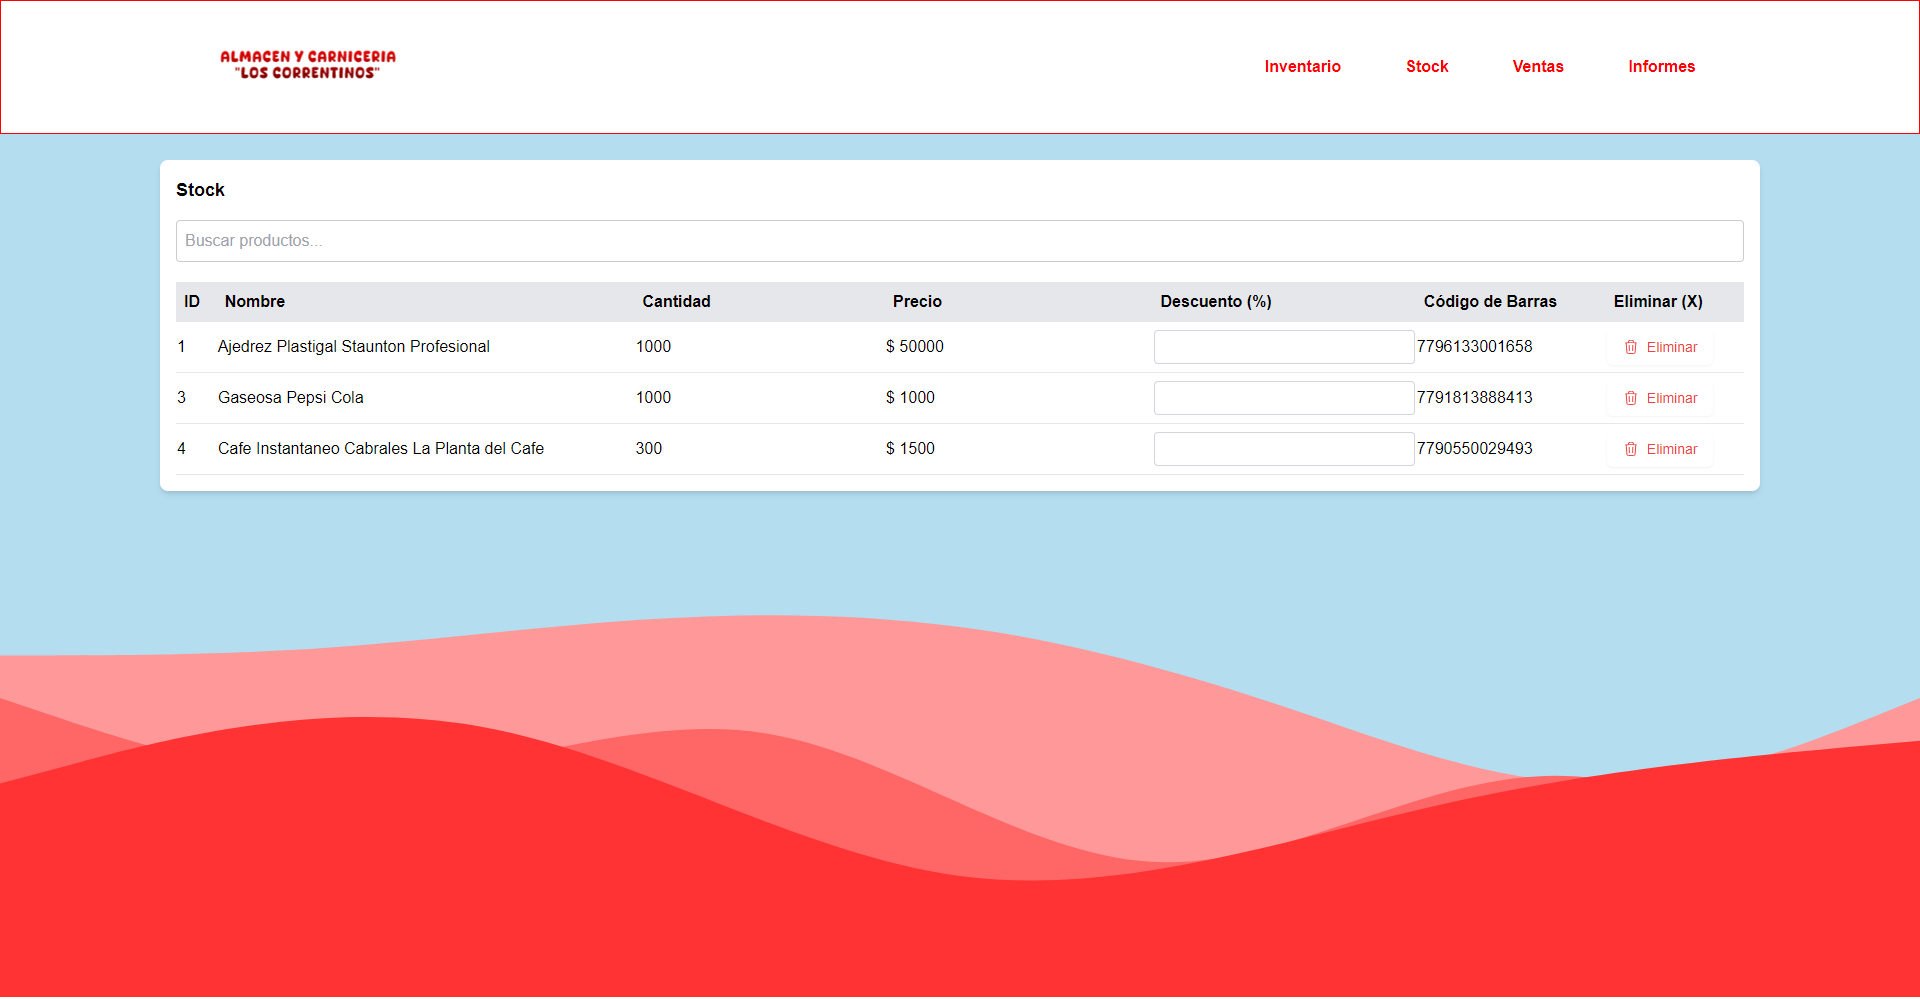 ALMACEN Y CARNICERIA
"LOS CORRENTINOS"
Inventario Stock Ventas Informes
Stock
Buscar productos...
ID Nombre Cantidad Precio Descuento (%) Código de Barras Eliminar (X)
1 Ajedrez Plastigal Staunton Profesional 1000 $ 50000 7796133001658 Eliminar
3 Gaseosa Pepsi Cola 1000 $ 1000 7791813888413 Eliminar
4 Cafe Instantaneo Cabrales La Planta del Cafe 300 $ 1500 7790550029493 Eliminar